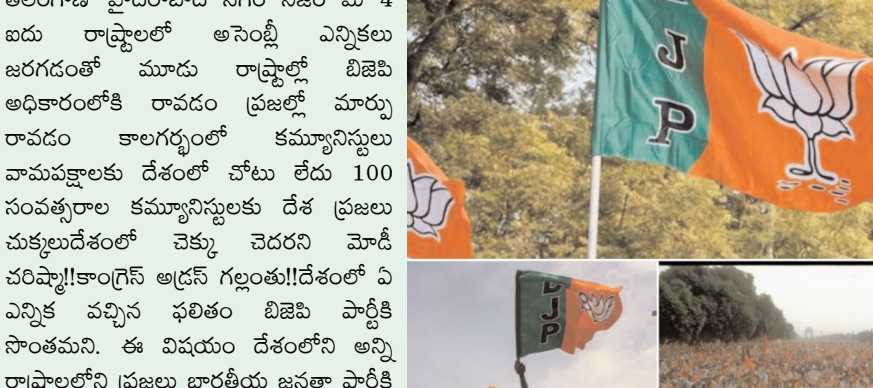 తెలంగాణ హైదరాబాద్ నగరం నిజం మే 4
ఐదు రాష్ట్రాలలో అసెంబ్లీ ఎన్నికలు
జరగడంతో మూడు రాష్ట్రాల్లో బిజెపి
అధికారంలోకి రావడం ప్రజల్లో మార్పు
రావడం కాలగర్భంలో కమ్యూనిస్టులు
వామపక్షాలకు దేశంలో చోటు లేదు 100
సంవత్సరాల కమ్యూనిస్టులకు దేశ ప్రజలు
చుక్కలుదేశంలో చెక్కు చెదరని మోడీ
చరిష్మా!!కాంగ్రెస్ అడ్రస్ గల్లంతు!!దేశంలో ఏ
ఎన్నిక వచ్చిన ఫలితం బిజెపి పార్టీకి
సొంతమని. ఈ విషయం దేశంలోని అన్ని
రాష్ట్రాలలోని ప్రజలు భారతీయ జనతా పార్టీకి
J
P
BJP